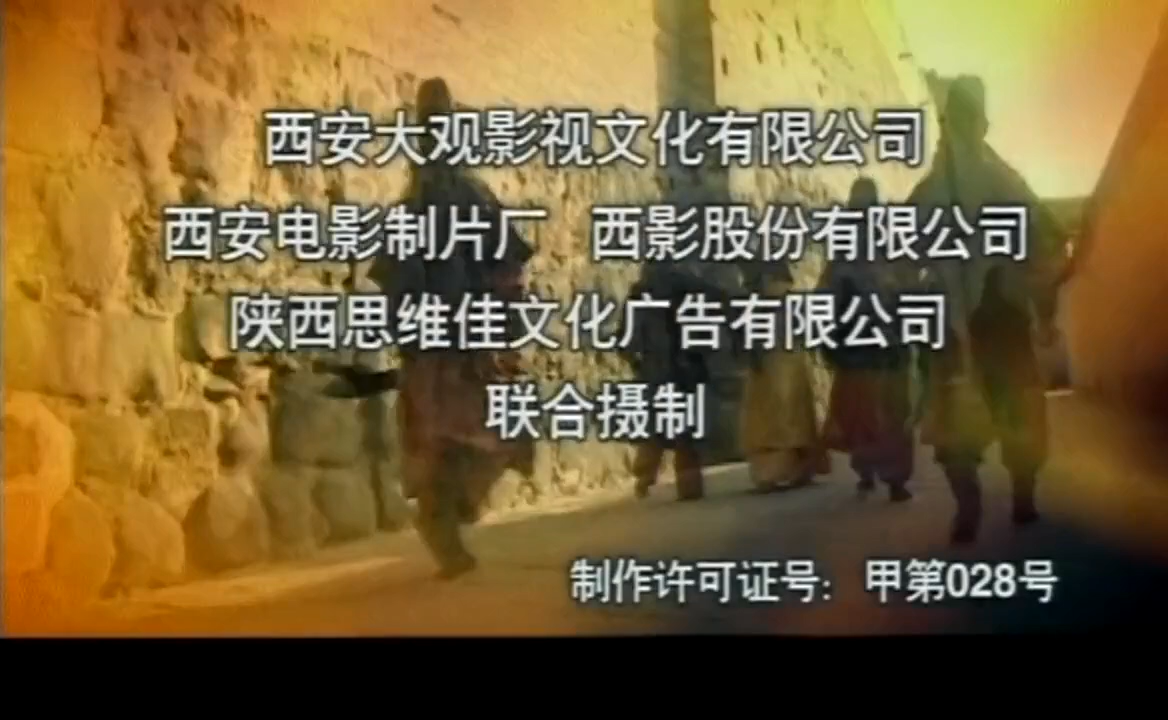 西安大观影视文化有限公司
西安电影制片厂 西影股份有限公司
陕西思维佳文化广告有限公司
联合摄制
制作许可证号： 甲第028号